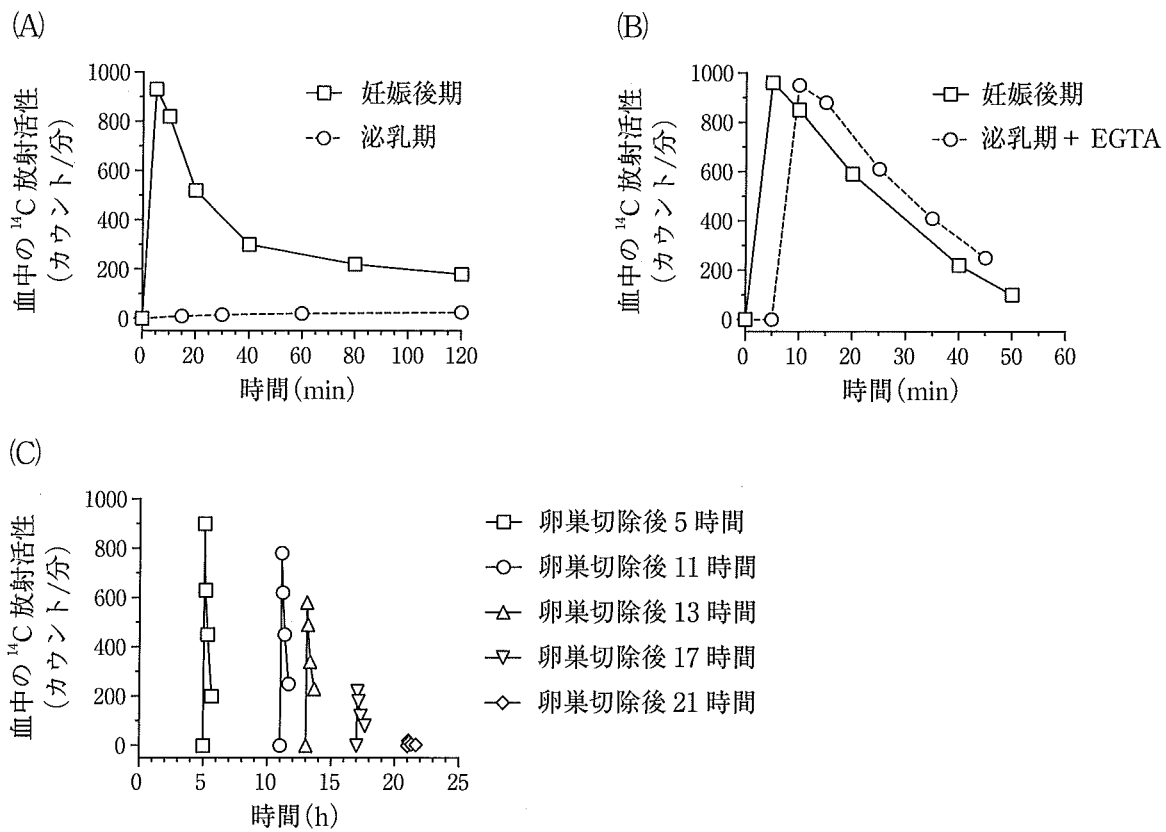 (A)
血中の ¹⁴C 放射活性
(カウント/分)
1000
800
600
400
200
0
0 20 40 60 80 100 120
時間(min)
妊娠後期
泌乳期
(B)
血中の ¹⁴C 放射活性
(カウント/分)
1000
800
600
400
200
0
0 10 20 30 40 50 60
時間(min)
妊娠後期
泌乳期 + EGTA
(C)
血中の ¹⁴C 放射活性
(カウント/分)
1000
800
600
400
200
0
0 5 10 15 20 25
時間(h)
卵巣切除後 5 時間
卵巣切除後 11 時間
卵巣切除後 13 時間
卵巣切除後 17 時間
卵巣切除後 21 時間